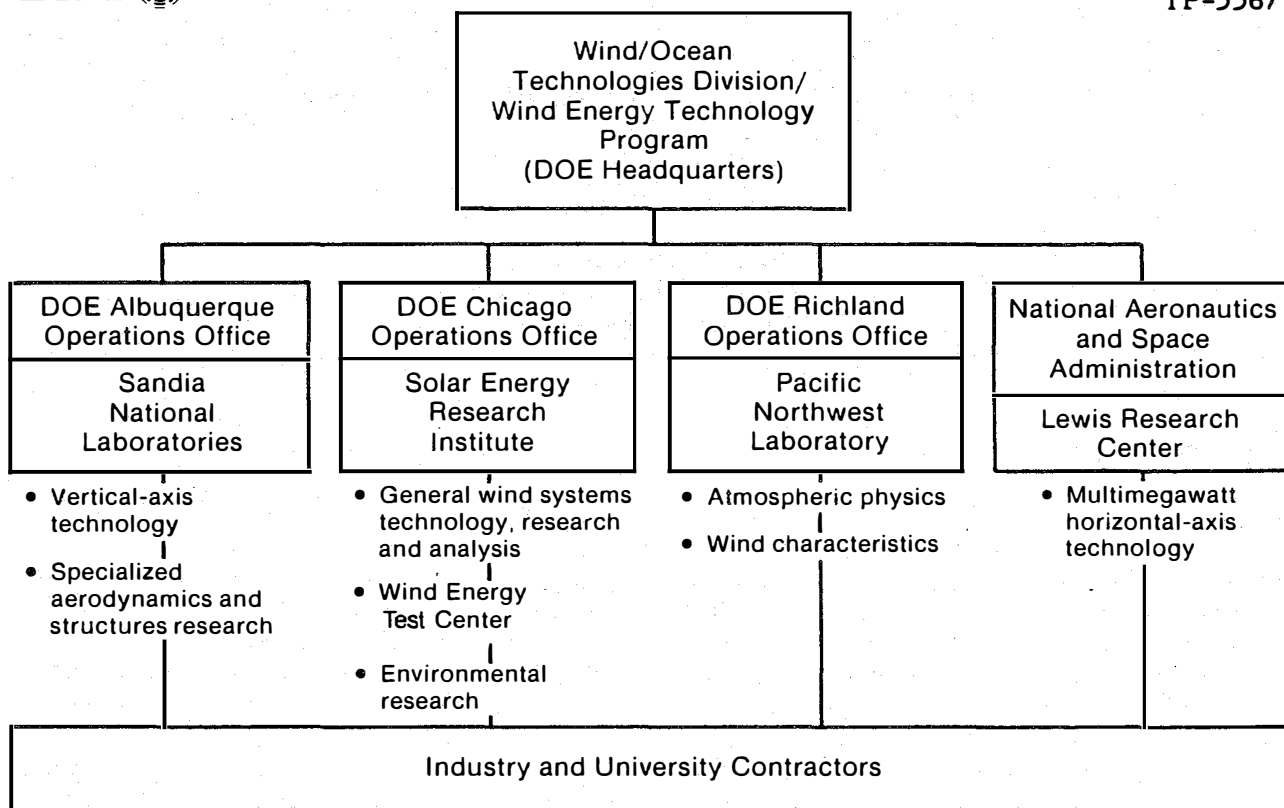 TP-3367
Wind/Ocean
Technologies Division/
Wind Energy Technology
Program
(DOE Headquarters)
DOE Albuquerque
Operations Office
Sandia
National
Laboratories
• Vertical-axis
technology
• Specialized
aerodynamics and
structures research
DOE Chicago
Operations Office
Solar Energy
Research
Institute
• General wind systems
technology, research
and analysis
• Wind Energy
Test Center
• Environmental
research
DOE Richland
Operations Office
Pacific
Northwest
Laboratory
• Atmospheric physics
• Wind characteristics
National Aeronautics
and Space
Administration
Lewis Research
Center
• Multimegawatt
horizontal-axis
technology
Industry and University Contractors